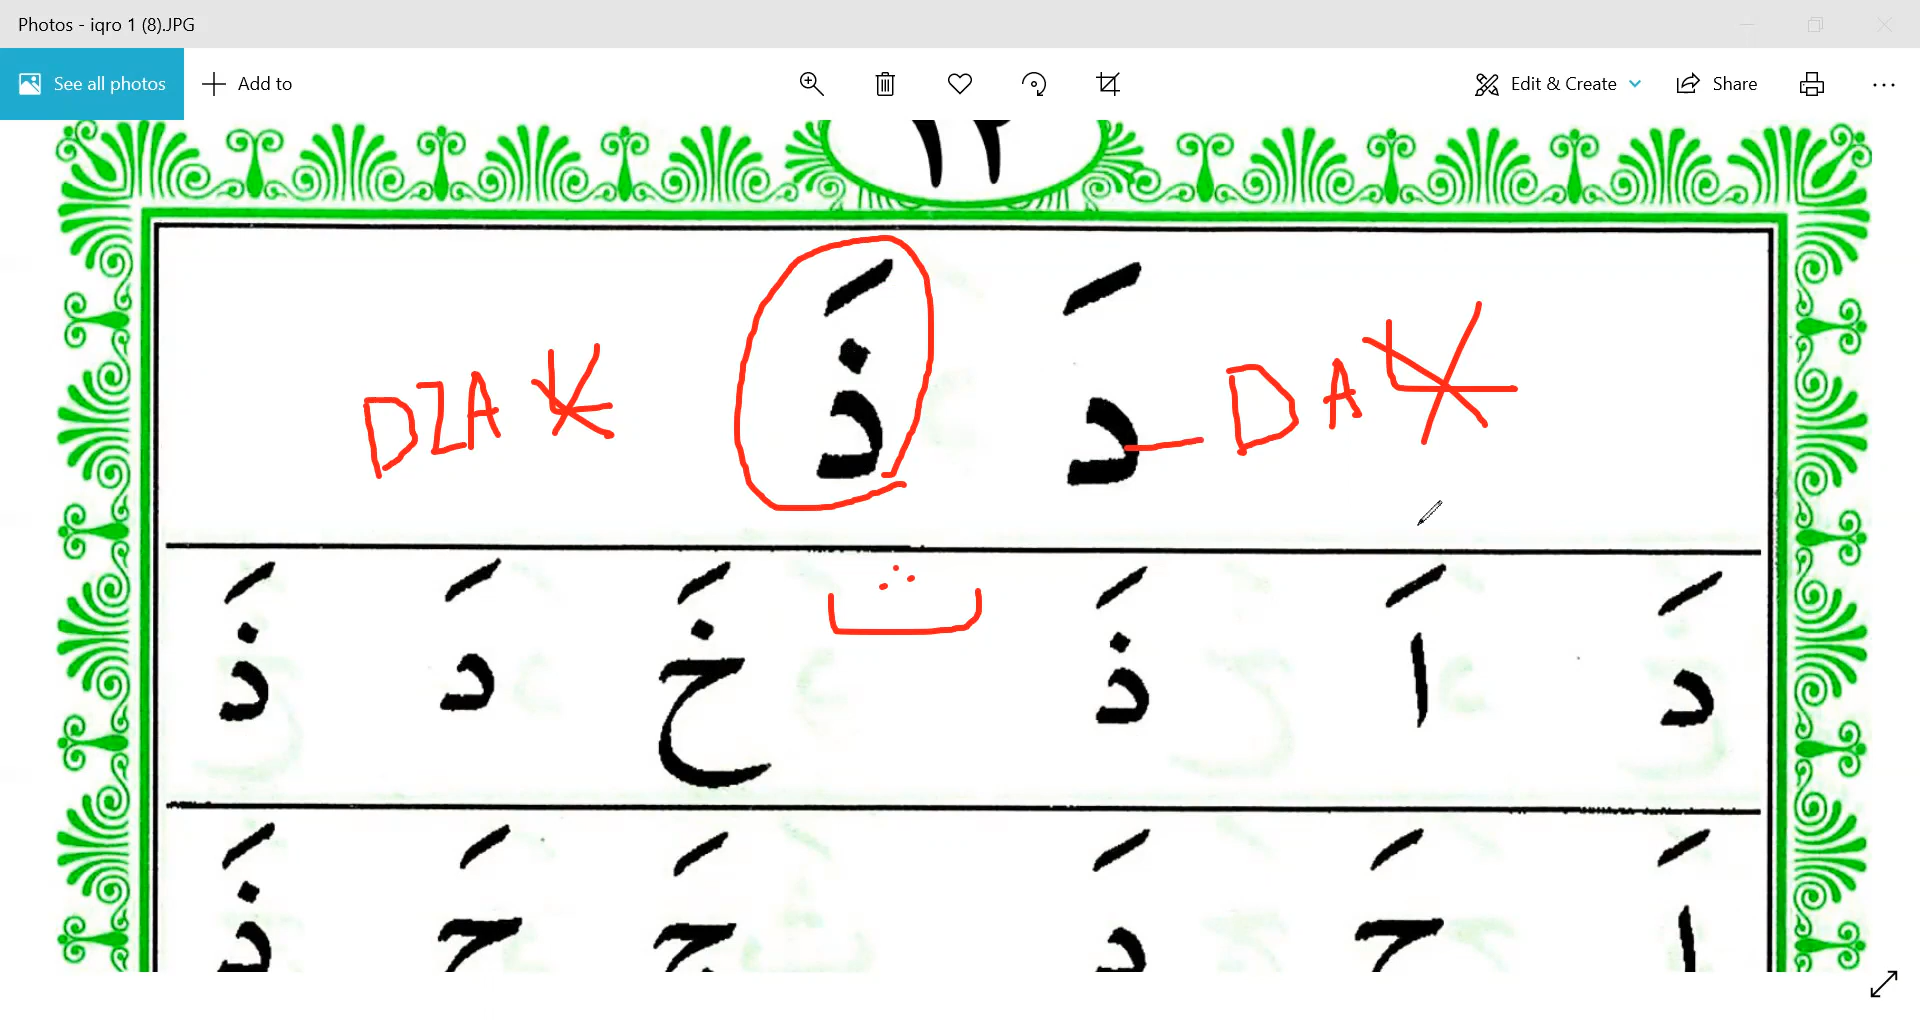 Photos - iqro 1 (8).JPG
See all photos
Add to
Edit & Create
Share
١٢
DZA ذَ دَ DA
دَ اَ ذَ خَ دَ ذَ